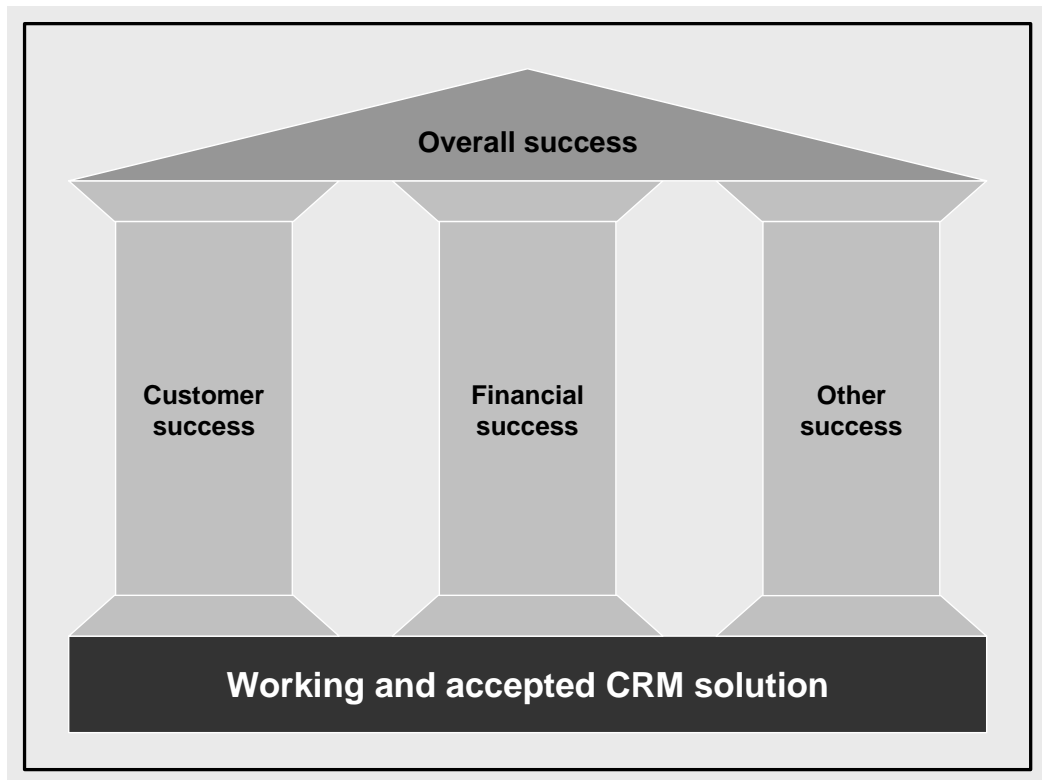 Overall success
Customer
success
Financial
success
Other
success
Working and accepted CRM solution